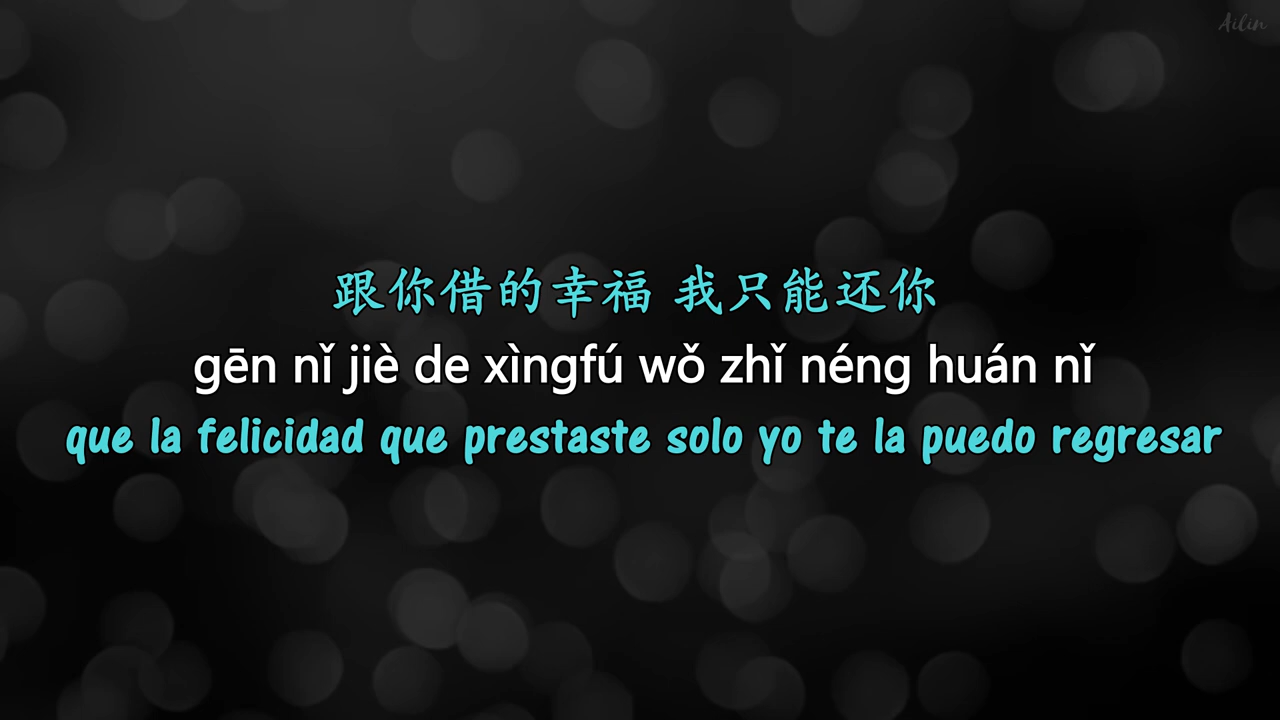 Ailin
跟你借的幸福 我只能还你
gēn nǐ jiè de xìngfú wǒ zhǐ néng huán nǐ
que la felicidad que prestaste solo yo te la puedo regresar